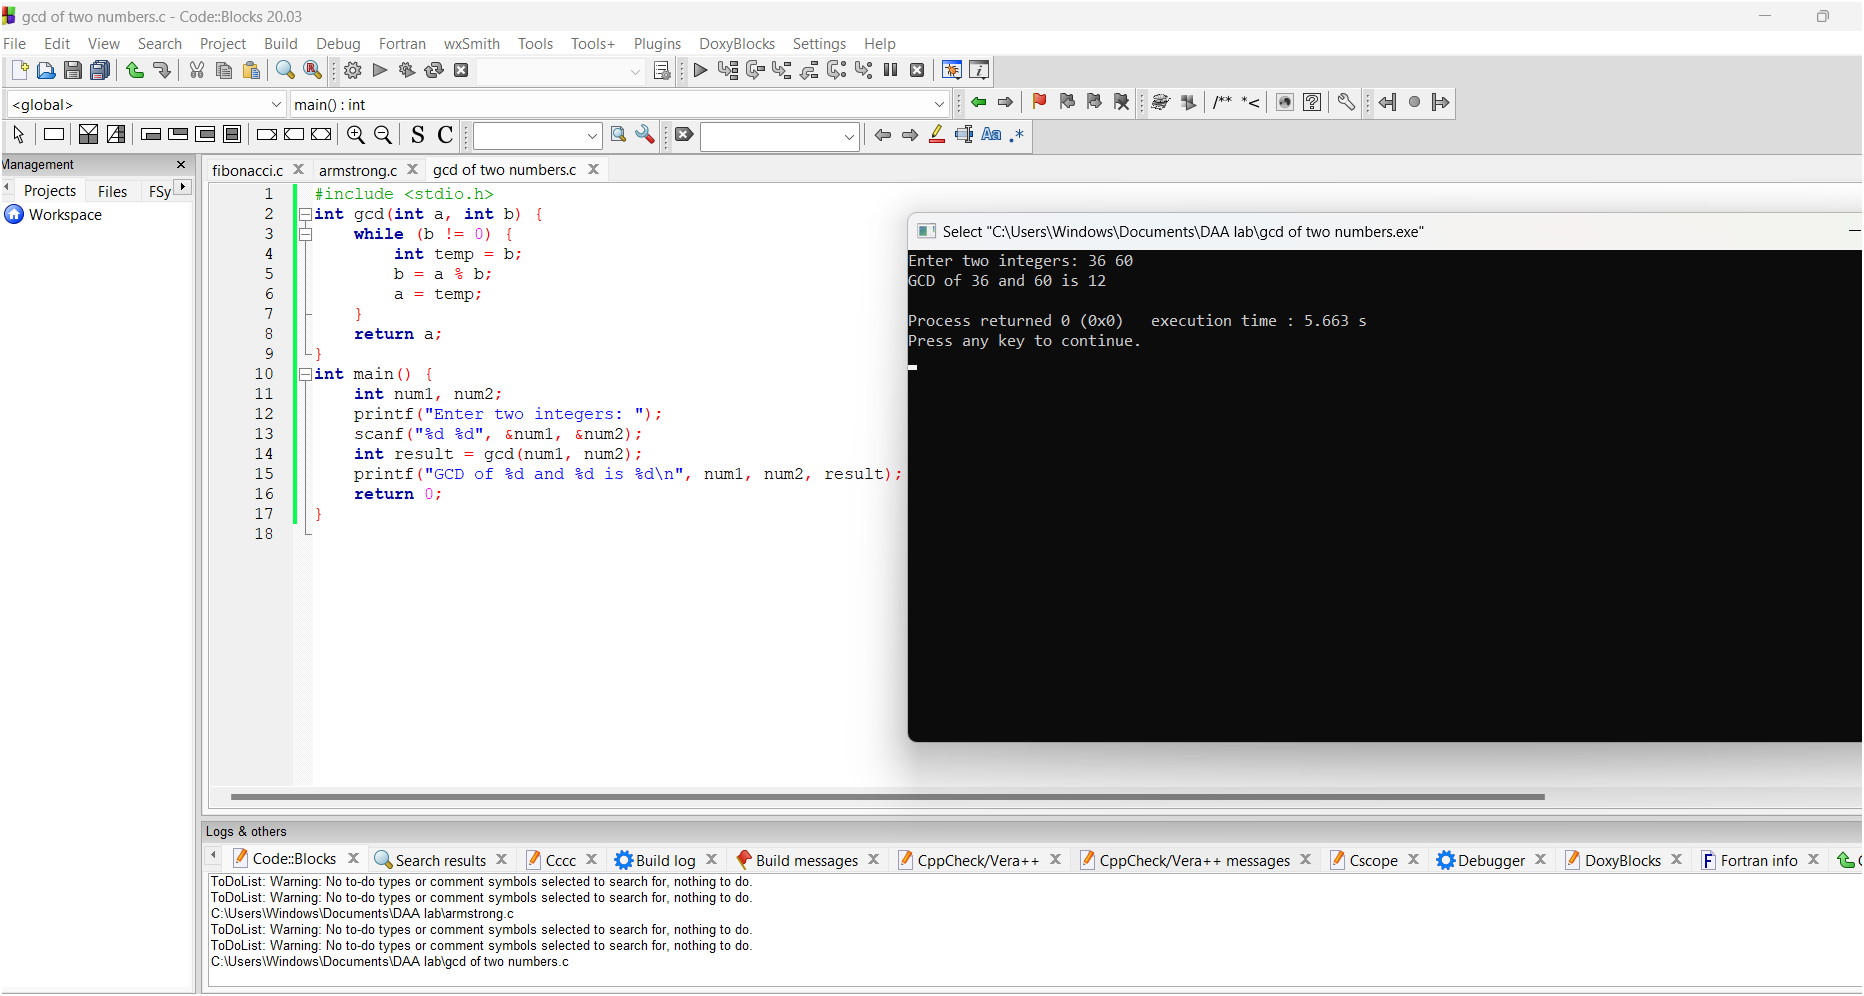 gcd of two numbers.c - Code::Blocks 20.03
File Edit View Search Project Build Debug Fortran wxSmith Tools Tools+ Plugins DoxyBlocks Settings Help
<global> main() : int
/** *<
S C Aa .*
Management
Projects Files FSy
Workspace
fibonacci.c armstrong.c gcd of two numbers.c
1 #include <stdio.h>
2 int gcd(int a, int b) {
3     while (b != 0) {
4         int temp = b;
5         b = a % b;
6         a = temp;
7     }
8     return a;
9 }
10 int main() {
11     int num1, num2;
12     printf("Enter two integers: ");
13     scanf("%d %d", &num1, &num2);
14     int result = gcd(num1, num2);
15     printf("GCD of %d and %d is %d\n", num1, num2, result);
16     return 0;
17 }
18
Select "C:\Users\Windows\Documents\DAA lab\gcd of two numbers.exe"
Enter two integers: 36 60
GCD of 36 and 60 is 12
Process returned 0 (0x0)   execution time : 5.663 s
Press any key to continue.
Logs & others
Code::Blocks Search results Cccc Build log Build messages CppCheck/Vera++ CppCheck/Vera++ messages Cscope Debugger DoxyBlocks Fortran info
ToDoList: Warning: No to-do types or comment symbols selected to search for, nothing to do.
ToDoList: Warning: No to-do types or comment symbols selected to search for, nothing to do.
C:\Users\Windows\Documents\DAA lab\armstrong.c
ToDoList: Warning: No to-do types or comment symbols selected to search for, nothing to do.
ToDoList: Warning: No to-do types or comment symbols selected to search for, nothing to do.
C:\Users\Windows\Documents\DAA lab\gcd of two numbers.c